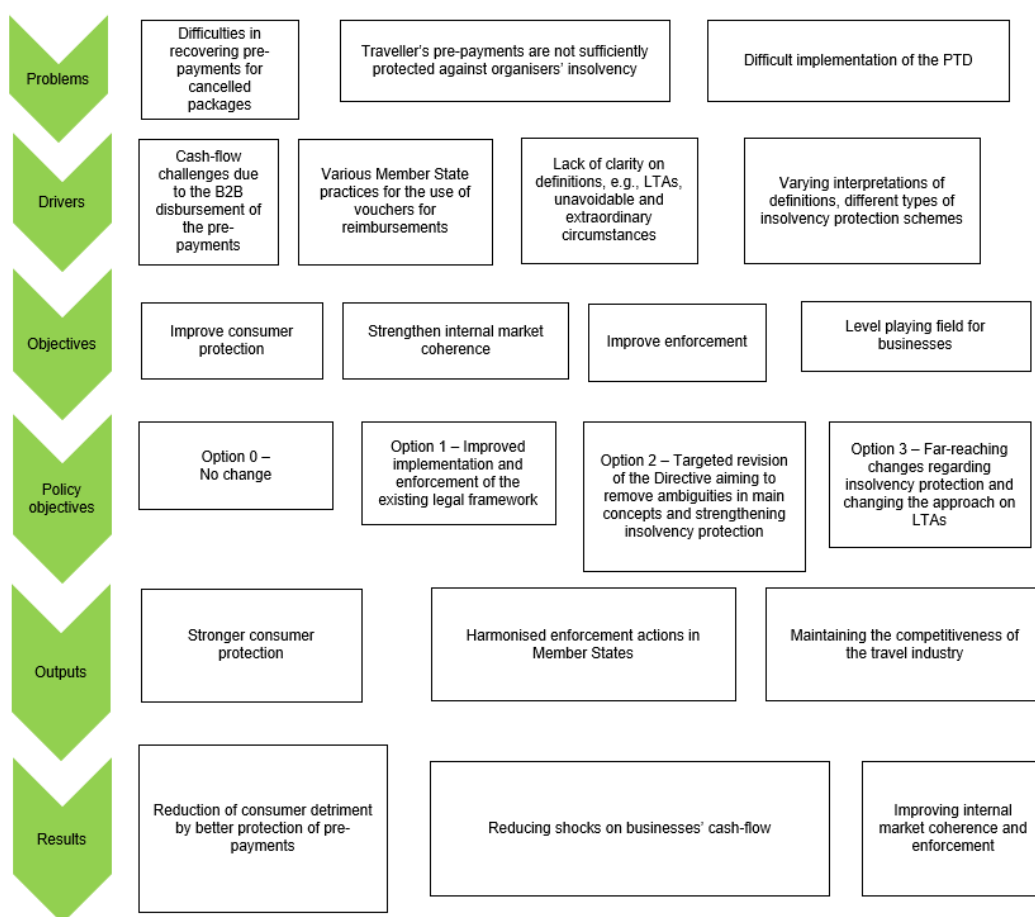 Problems
Difficulties in
recovering pre-
payments for
cancelled
packages
Traveller's pre-payments are not sufficiently
protected against organisers' insolvency
Difficult implementation of the PTD
Drivers
Cash-flow
challenges due
to the B2B
disbursement of
the pre-
payments
Various Member State
practices for the use of
vouchers for
reimbursements
Lack of clarity on
definitions, e.g., LTAs,
unavoidable and
extraordinary
circumstances
Varying interpretations of
definitions, different types of
insolvency protection schemes
Objectives
Improve consumer
protection
Strengthen internal market
coherence
Improve enforcement
Level playing field for
businesses
Policy
objectives
Option 0 –
No change
Option 1 – Improved
implementation and
enforcement of the
existing legal framework
Option 2 – Targeted revision
of the Directive aiming to
remove ambiguities in main
concepts and strengthening
insolvency protection
Option 3 – Far-reaching
changes regarding
insolvency protection and
changing the approach on
LTAs
Outputs
Stronger consumer
protection
Harmonised enforcement actions in
Member States
Maintaining the competitiveness of
the travel industry
Results
Reduction of consumer detriment
by better protection of pre-
payments
Reducing shocks on businesses' cash-flow
Improving internal
market coherence and
enforcement